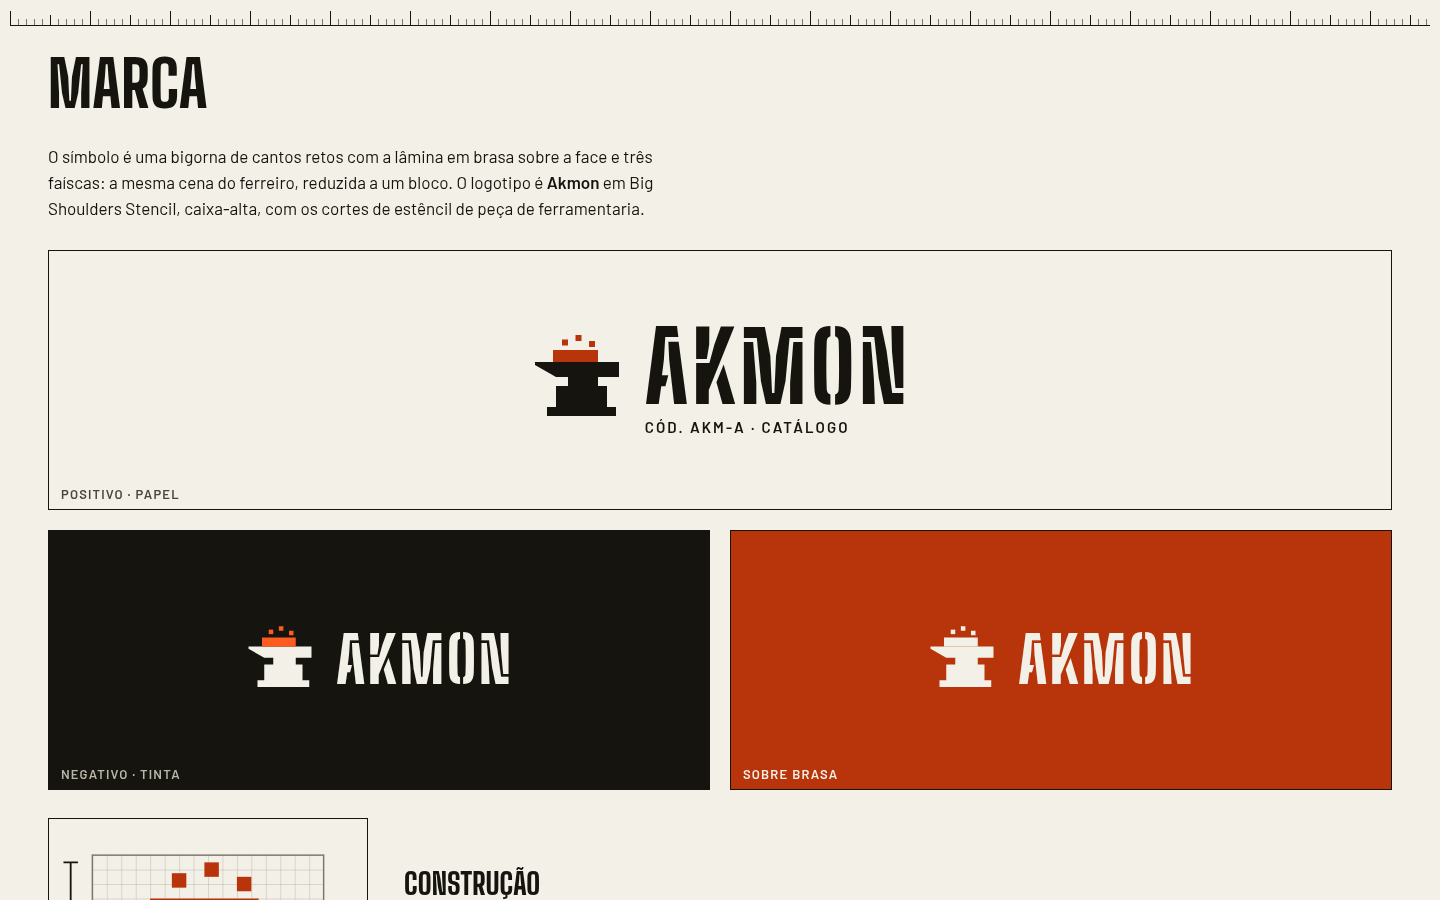 MARCA
O símbolo é uma bigorna de cantos retos com a lâmina em brasa sobre a face e três
faíscas: a mesma cena do ferreiro, reduzida a um bloco. O logotipo é Akmon em Big
Shoulders Stencil, caixa-alta, com os cortes de estêncil de peça de ferramentaria.
AKMON
CÓD. AKM-A · CATÁLOGO
POSITIVO · PAPEL
AKMON
NEGATIVO · TINTA
AKMON
SOBRE BRASA
CONSTRUÇÃO